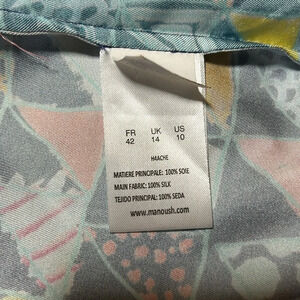 FR UK US
42 14 10
H4ACHE
MATIERE PRINCIPALE: 100% SOIE
MAIN FABRIC: 100% SILK
TEJIDO PRINCIPAL: 100% SEDA
www.manoush.com